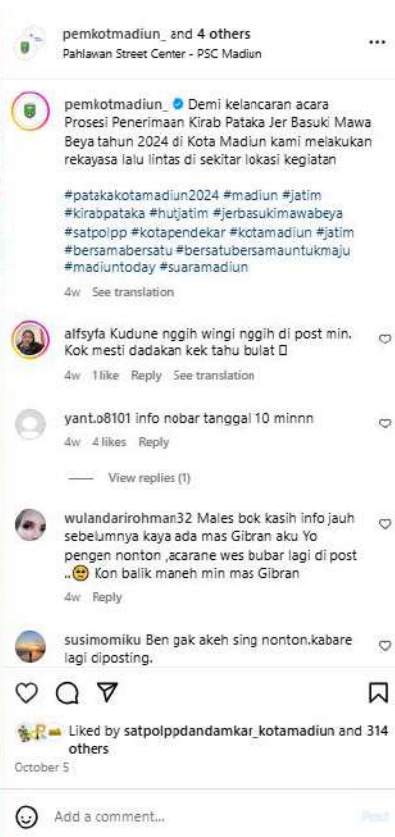 pemkotmadiun_ and 4 others
Pahlawan Street Center - PSC Madiun
pemkotmadiun_ Demi kelancaran acara
Prosesi Penerimaan Kirab Pataka Jer Basuki Mawa
Beya tahun 2024 di Kota Madiun kami melakukan
rekayasa lalu lintas di sekitar lokasi kegiatan
#patakakotamadiun2024 #madiun #jatim
#kirabpataka #hutjatim #jerbasukimawabeya
#satpolpp #kotapendekar #kotamadiun #jatim
#bersamabersatu #bersatubersamauntukmaju
#madiuntoday #suaramadiun
4w See translation
alfsyfa Kudune nggih wingi nggih di post min.
Kok mesti dadakan kek tahu bulat
4w 1 like Reply See translation
yant.o8101 info nobar tanggal 10 minnn
4w 4 likes Reply
View replies (1)
wulandarirohman32 Males bok kasih info jauh
sebelumnya kaya ada mas Gibran aku Yo
pengen nonton ,acarane wes bubar lagi di post
..🥺 Kon balik maneh min mas Gibran
4w Reply
susimomiku Ben gak akeh sing nonton.kabare
lagi diposting.
Liked by satpolppdandamkar_kotamadiun and 314
others
October 5
Add a comment...
Post